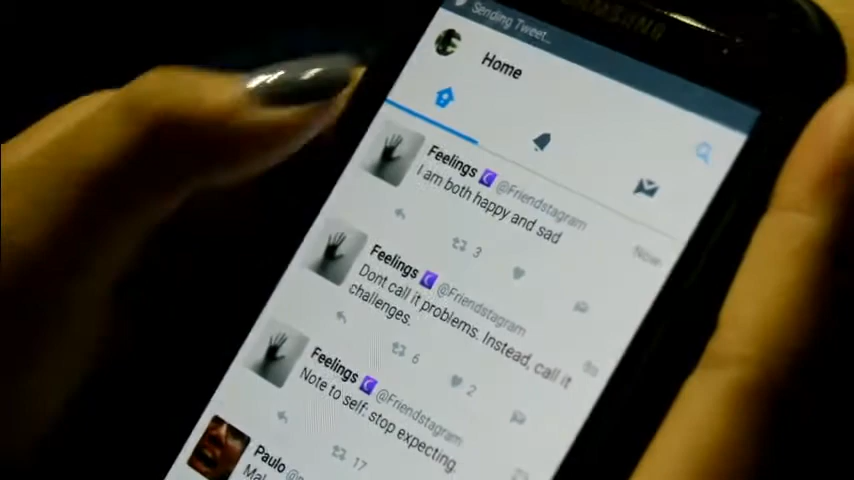 Sending Tweet...
SAMSUNG
Home
Feelings @Friendstagram
Now
I am both happy and sad
3
Feelings @Friendstagram
Dont call it problems. Instead, call it
challenges.
6 2
Feelings @Friendstagram
Note to self: stop expecting.
17
Paulo